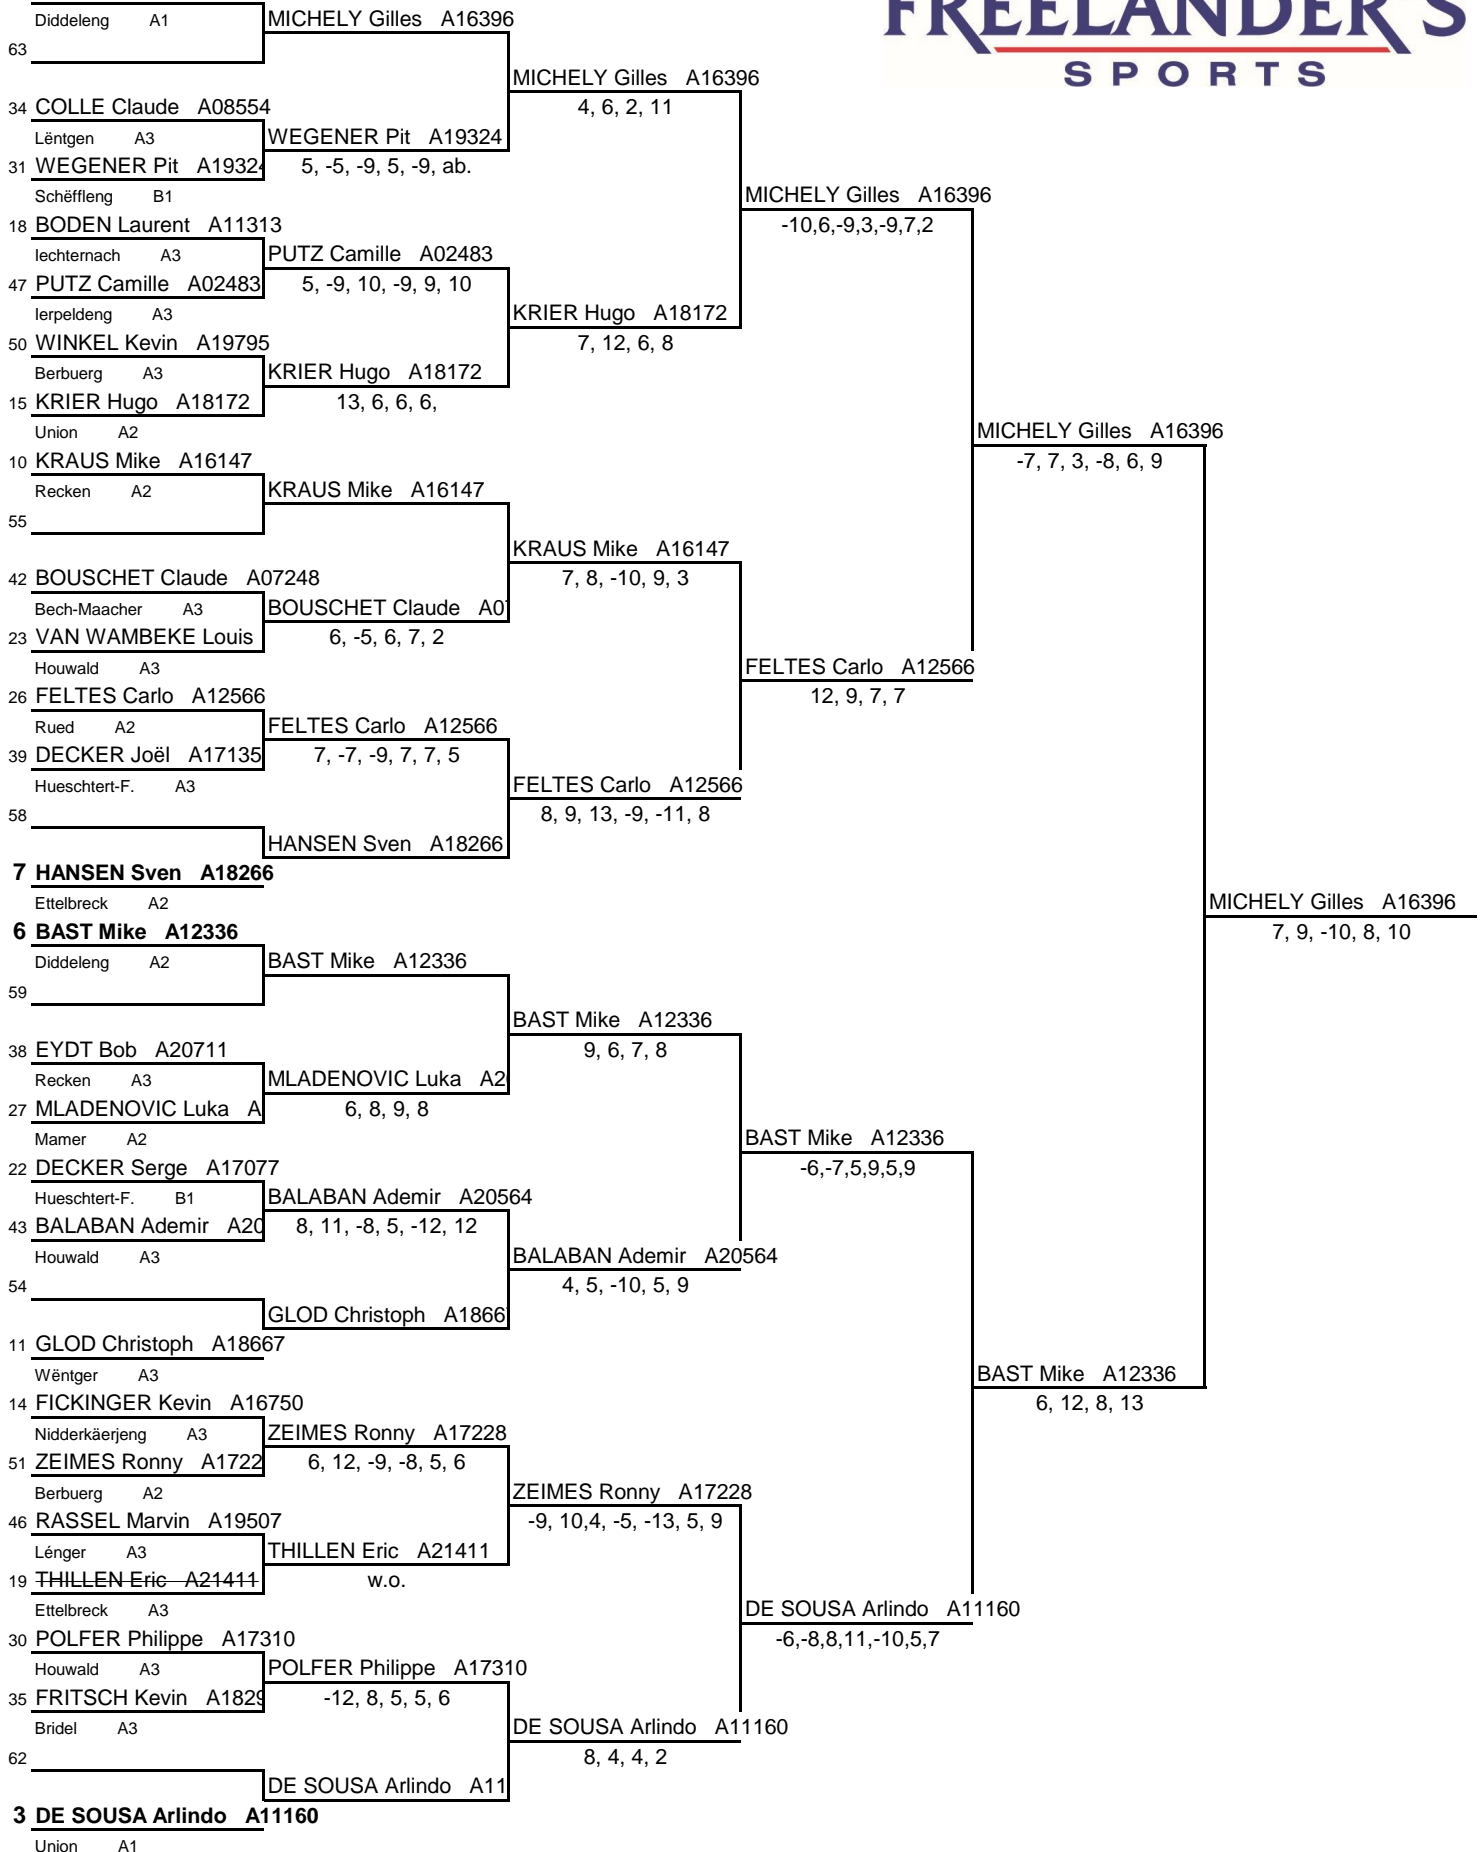 FREELANDER'S
SPORTS
Diddeleng A1
MICHELY Gilles A16396
63
MICHELY Gilles A16396
34 COLLE Claude A08554
4, 6, 2, 11
Lëntgen A3
WEGENER Pit A19324
31 WEGENER Pit A19324
5, -5, -9, 5, -9, ab.
Schëffleng B1
MICHELY Gilles A16396
18 BODEN Laurent A11313
-10,6,-9,3,-9,7,2
Iechternach A3
PUTZ Camille A02483
47 PUTZ Camille A02483
5, -9, 10, -9, 9, 10
Ierpeldeng A3
KRIER Hugo A18172
50 WINKEL Kevin A19795
7, 12, 6, 8
Berbuerg A3
KRIER Hugo A18172
15 KRIER Hugo A18172
13, 6, 6, 6,
Union A2
MICHELY Gilles A16396
10 KRAUS Mike A16147
-7, 7, 3, -8, 6, 9
Recken A2
KRAUS Mike A16147
55
KRAUS Mike A16147
42 BOUSCHET Claude A07248
7, 8, -10, 9, 3
Bech-Maacher A3
BOUSCHET Claude A07
23 VAN WAMBEKE Louis
6, -5, 6, 7, 2
Houwald A3
FELTES Carlo A12566
26 FELTES Carlo A12566
12, 9, 7, 7
Rued A2
FELTES Carlo A12566
39 DECKER Joël A17135
7, -7, -9, 7, 7, 5
Hueschtert-F. A3
FELTES Carlo A12566
58
8, 9, 13, -9, -11, 8
HANSEN Sven A18266
7 HANSEN Sven A18266
Ettelbreck A2
MICHELY Gilles A16396
6 BAST Mike A12336
7, 9, -10, 8, 10
Diddeleng A2
BAST Mike A12336
59
BAST Mike A12336
38 EYDT Bob A20711
9, 6, 7, 8
Recken A3
MLADENOVIC Luka A2
27 MLADENOVIC Luka A
6, 8, 9, 8
Mamer A2
BAST Mike A12336
22 DECKER Serge A17077
-6,-7,5,9,5,9
Hueschtert-F. B1
BALABAN Ademir A20564
43 BALABAN Ademir A20
8, 11, -8, 5, -12, 12
Houwald A3
BALABAN Ademir A20564
54
4, 5, -10, 5, 9
GLOD Christoph A18667
11 GLOD Christoph A18667
Wëntger A3
BAST Mike A12336
14 FICKINGER Kevin A16750
6, 12, 8, 13
Nidderkäerjeng A3
ZEIMES Ronny A17228
51 ZEIMES Ronny A1722
6, 12, -9, -8, 5, 6
Berbuerg A2
ZEIMES Ronny A17228
46 RASSEL Marvin A19507
-9, 10,4, -5, -13, 5, 9
Lénger A3
THILLEN Eric A21411
19 THILLEN Eric A21411
w.o.
Ettelbreck A3
DE SOUSA Arlindo A11160
30 POLFER Philippe A17310
-6,-8,8,11,-10,5,7
Houwald A3
POLFER Philippe A17310
35 FRITSCH Kevin A1829
-12, 8, 5, 5, 6
Bridel A3
DE SOUSA Arlindo A11160
62
8, 4, 4, 2
DE SOUSA Arlindo A11
3 DE SOUSA Arlindo A11160
Union A1